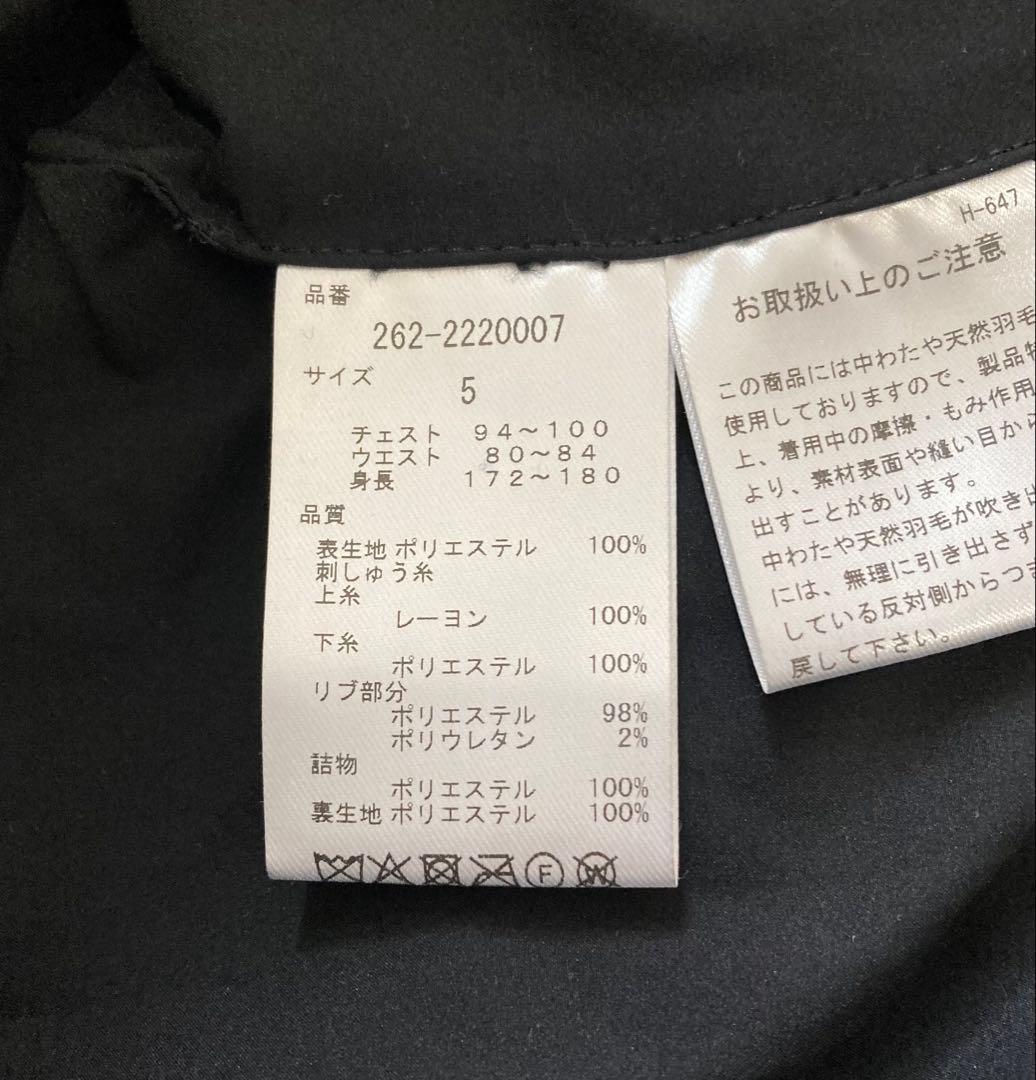 品番
262-2220007
サイズ
5
チェスト 94～100
ウエスト 80～84
身長 172～180
品質
表生地 ポリエステル 100%
刺しゅう糸
上糸
レーヨン 100%
下糸
ポリエステル 100%
リブ部分
ポリエステル 98%
ポリウレタン 2%
詰物
ポリエステル 100%
裏生地 ポリエステル 100%
F
W
H-647
お取扱い上のご注意
この商品には中わたや天然羽毛
使用しておりますので、製品
上、着用中の摩擦・もみ作用
より、素材表面や縫い目から
出すことがあります。
中わたや天然羽毛が吹き出
には、無理に引き出さず
している反対側からつま
戻して下さい。